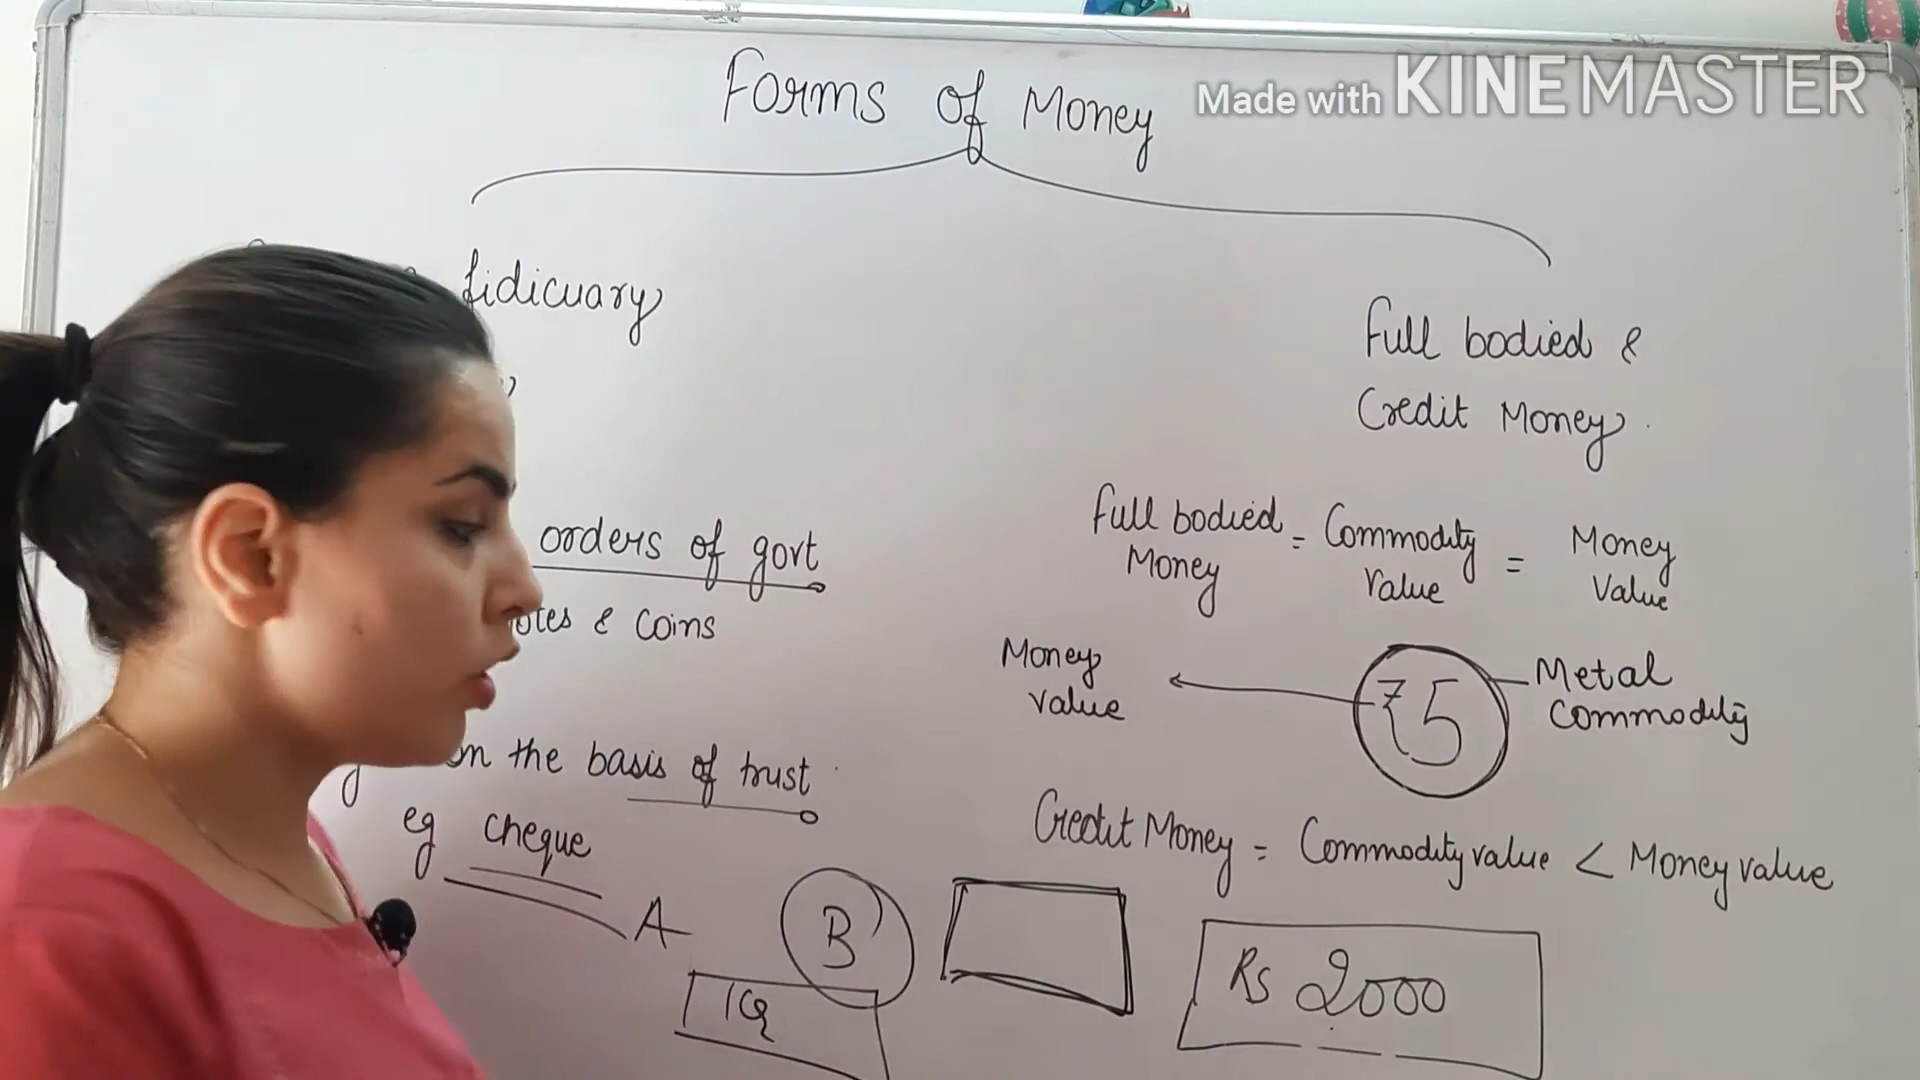 Forms of Money
Made with KINEMASTER
fidicuary
orders of govt
& coins
on the basis of trust
eg cheque
A
B
Full bodied &
Credit Money.
Full bodied Money = Commodity Value = Money Value
Money value
₹5
Metal Commodity
Credit Money = Commodity value < Money value
Rs 2000